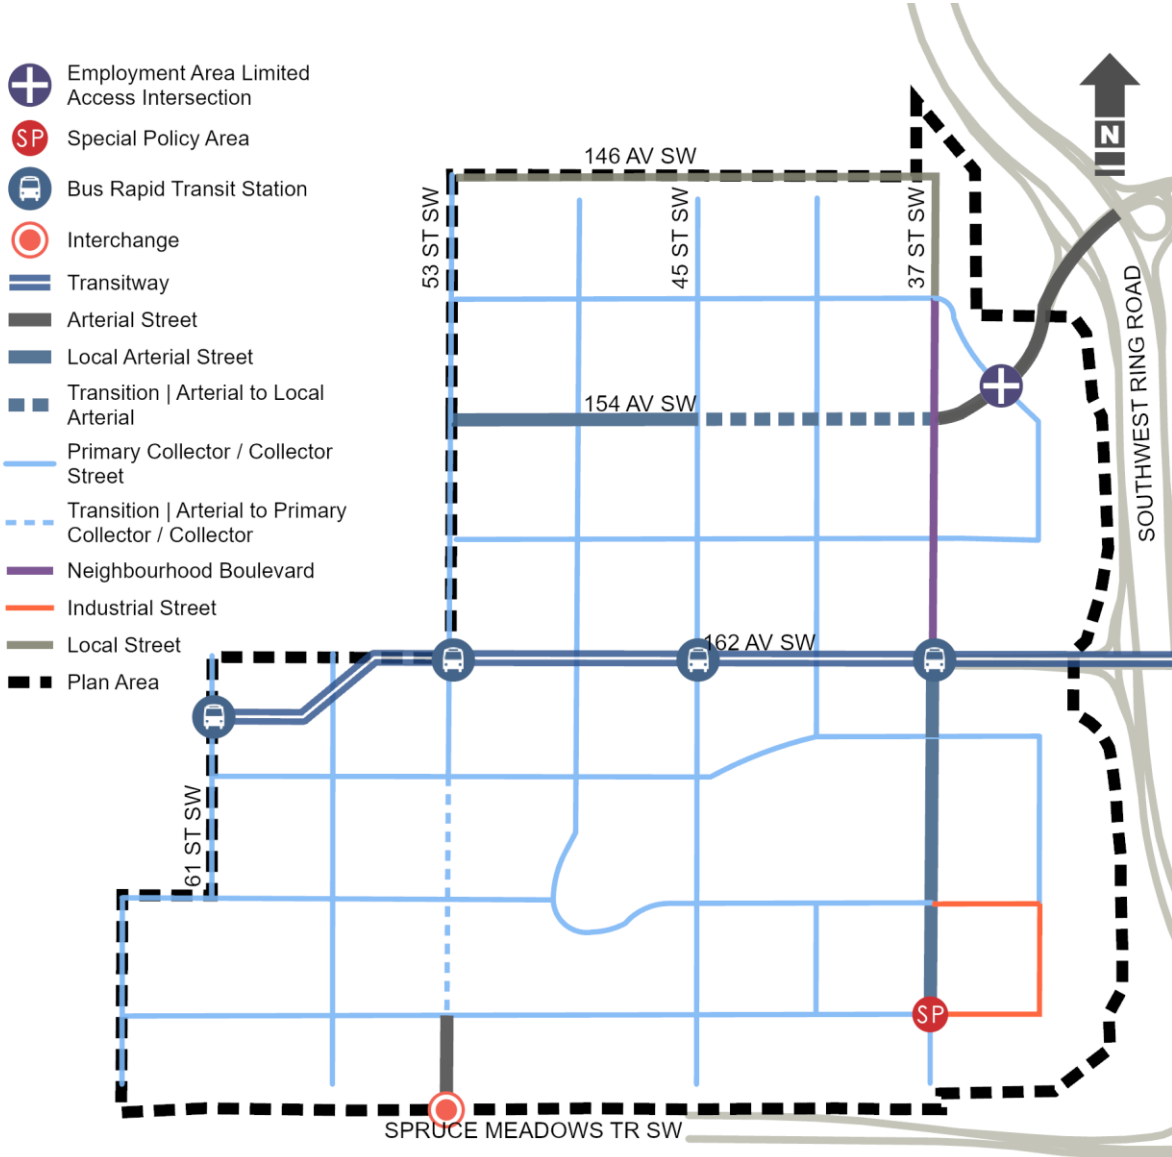 Employment Area Limited
Access Intersection
SP
Special Policy Area
Bus Rapid Transit Station
Interchange
Transitway
Arterial Street
Local Arterial Street
Transition | Arterial to Local
Arterial
Primary Collector / Collector
Street
Transition | Arterial to Primary
Collector / Collector
Neighbourhood Boulevard
Industrial Street
Local Street
Plan Area
N
146 AV SW
53 ST SW
45 ST SW
37 ST SW
SOUTHWEST RING ROAD
154 AV SW
162 AV SW
61 ST SW
SP
SPRUCE MEADOWS TR SW